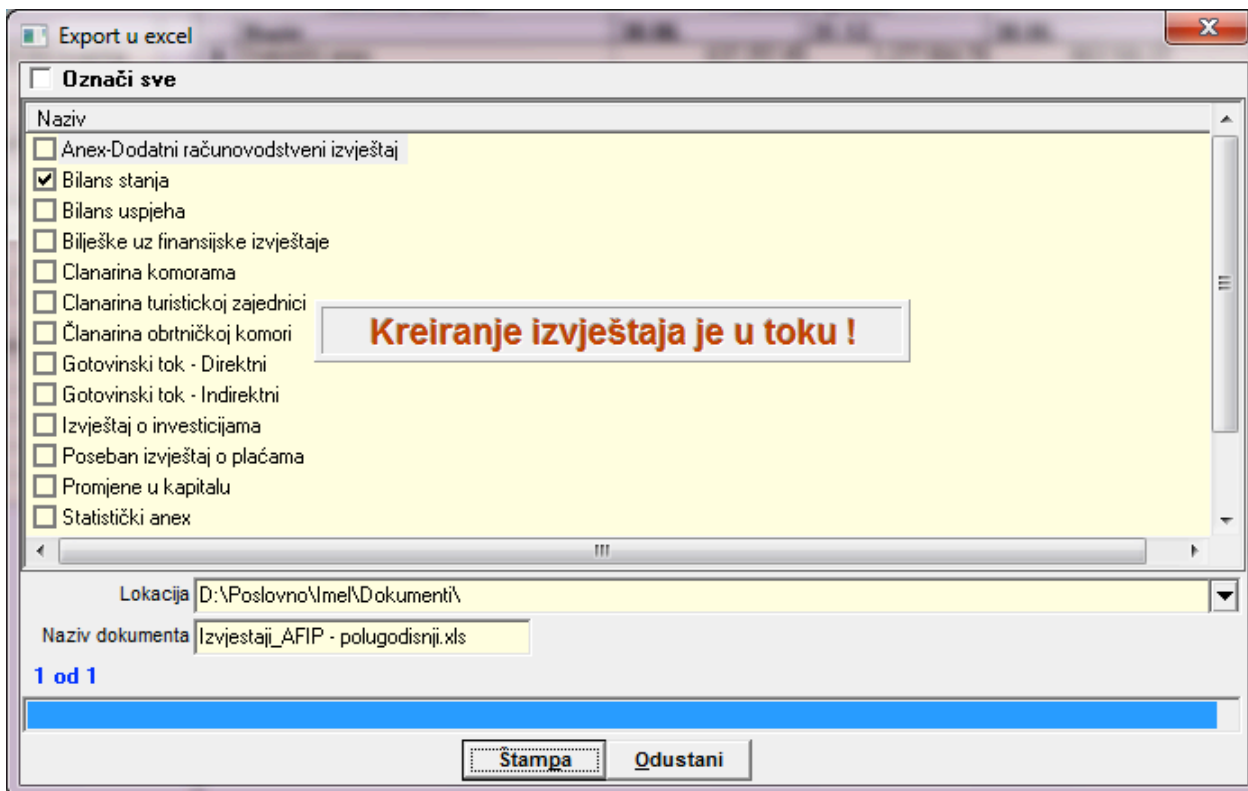 Export u excel
Označi sve
Naziv
Anex-Dodatni računovodstveni izvještaj
Bilans stanja
Bilans uspjeha
Bilješke uz finansijske izvještaje
Clanarina komorama
Clanarina turistickoj zajednici
Članarina obrtničkoj komori
Kreiranje izvještaja je u toku !
Gotovinski tok - Direktni
Gotovinski tok - Indirektni
Izvještaj o investicijama
Poseban izvještaj o plaćama
Promjene u kapitalu
Statistički anex
Lokacija D:\Poslovno\Imel\Dokumenti\
Naziv dokumenta Izvjestaji_AFIP - polugodisnji.xls
1 od 1
Štampa Odustani